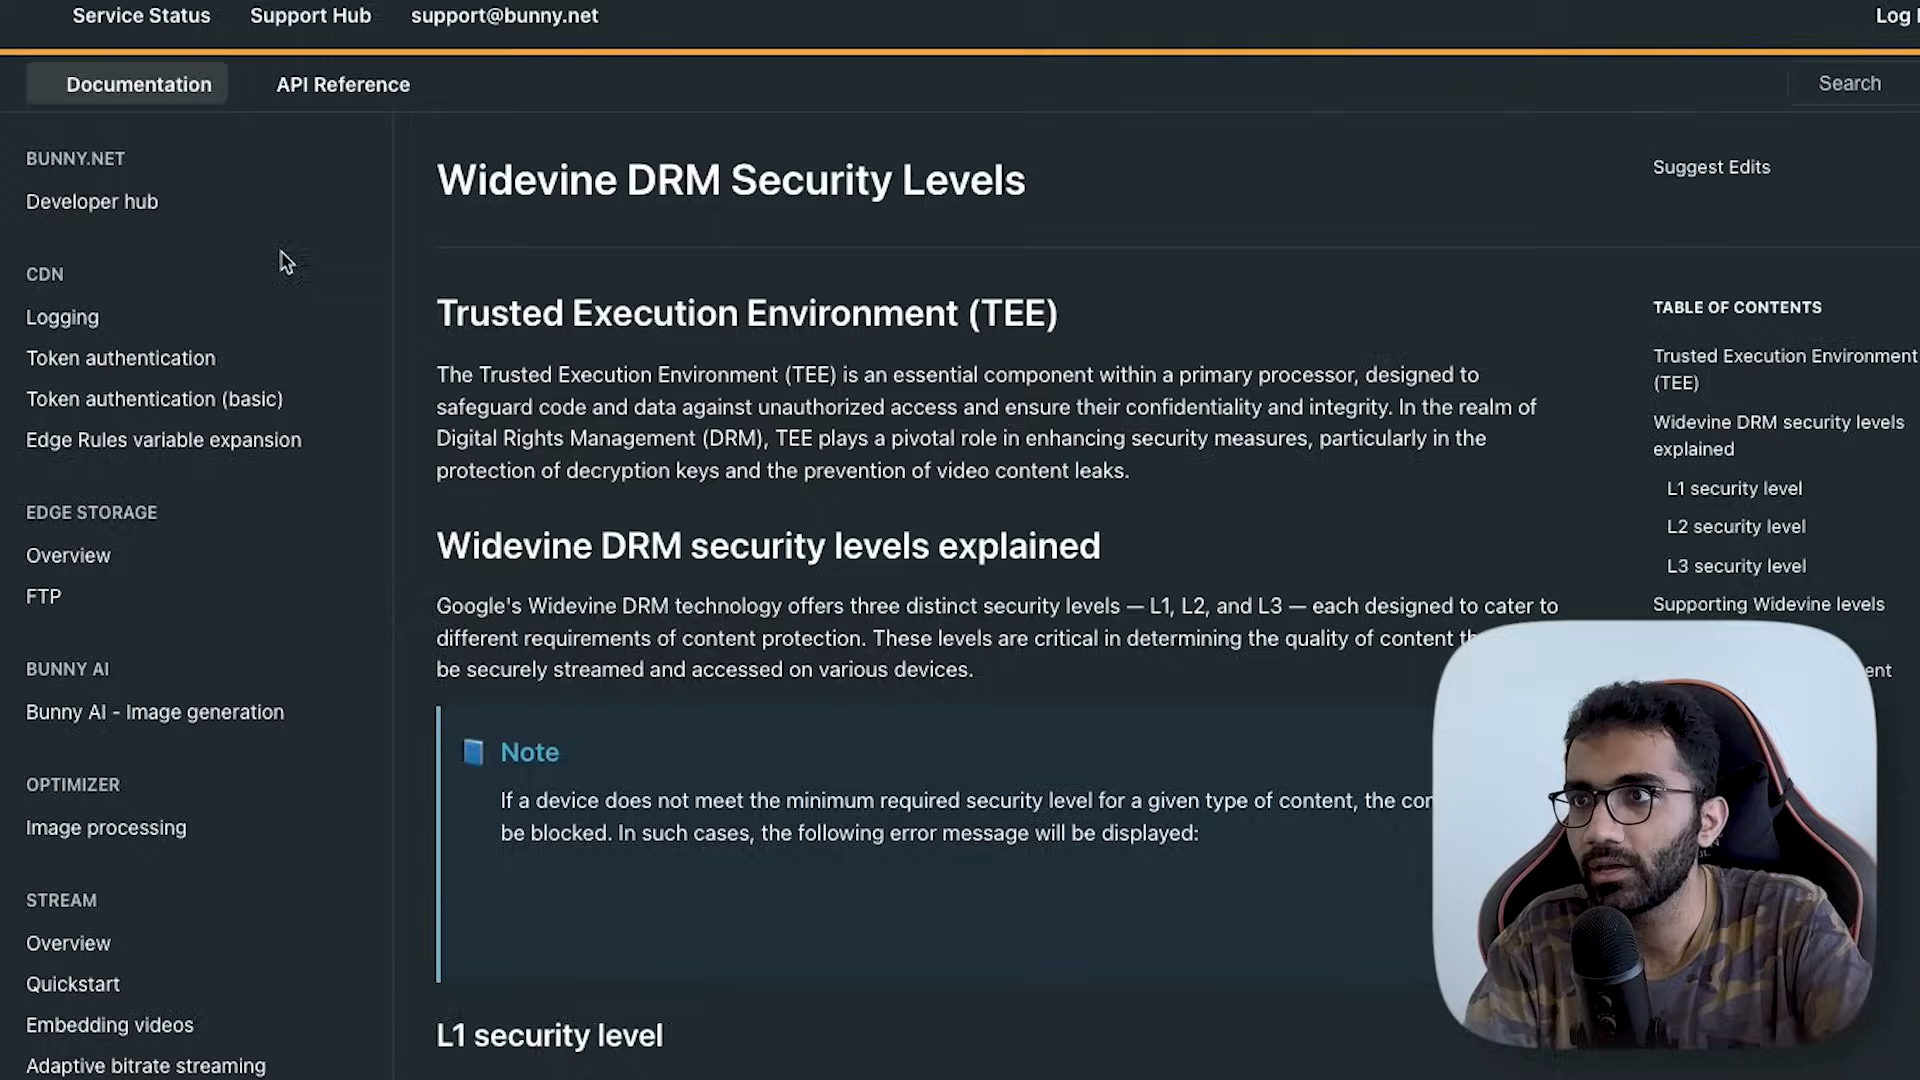 Service Status
Support Hub
support@bunny.net
Log
Documentation
API Reference
Search
BUNNY.NET
Developer hub
CDN
Logging
Token authentication
Token authentication (basic)
Edge Rules variable expansion
EDGE STORAGE
Overview
FTP
BUNNY AI
Bunny AI - Image generation
OPTIMIZER
Image processing
STREAM
Overview
Quickstart
Embedding videos
Adaptive bitrate streaming
Widevine DRM Security Levels
Trusted Execution Environment (TEE)
The Trusted Execution Environment (TEE) is an essential component within a primary processor, designed to
safeguard code and data against unauthorized access and ensure their confidentiality and integrity. In the realm of
Digital Rights Management (DRM), TEE plays a pivotal role in enhancing security measures, particularly in the
protection of decryption keys and the prevention of video content leaks.
Widevine DRM security levels explained
Google's Widevine DRM technology offers three distinct security levels — L1, L2, and L3 — each designed to cater to
different requirements of content protection. These levels are critical in determining the quality of content
be securely streamed and accessed on various devices.
Note
If a device does not meet the minimum required security level for a given type of content, the
be blocked. In such cases, the following error message will be displayed:
L1 security level
Suggest Edits
TABLE OF CONTENTS
Trusted Execution Environment
(TEE)
Widevine DRM security levels
explained
L1 security level
L2 security level
L3 security level
Supporting Widevine levels